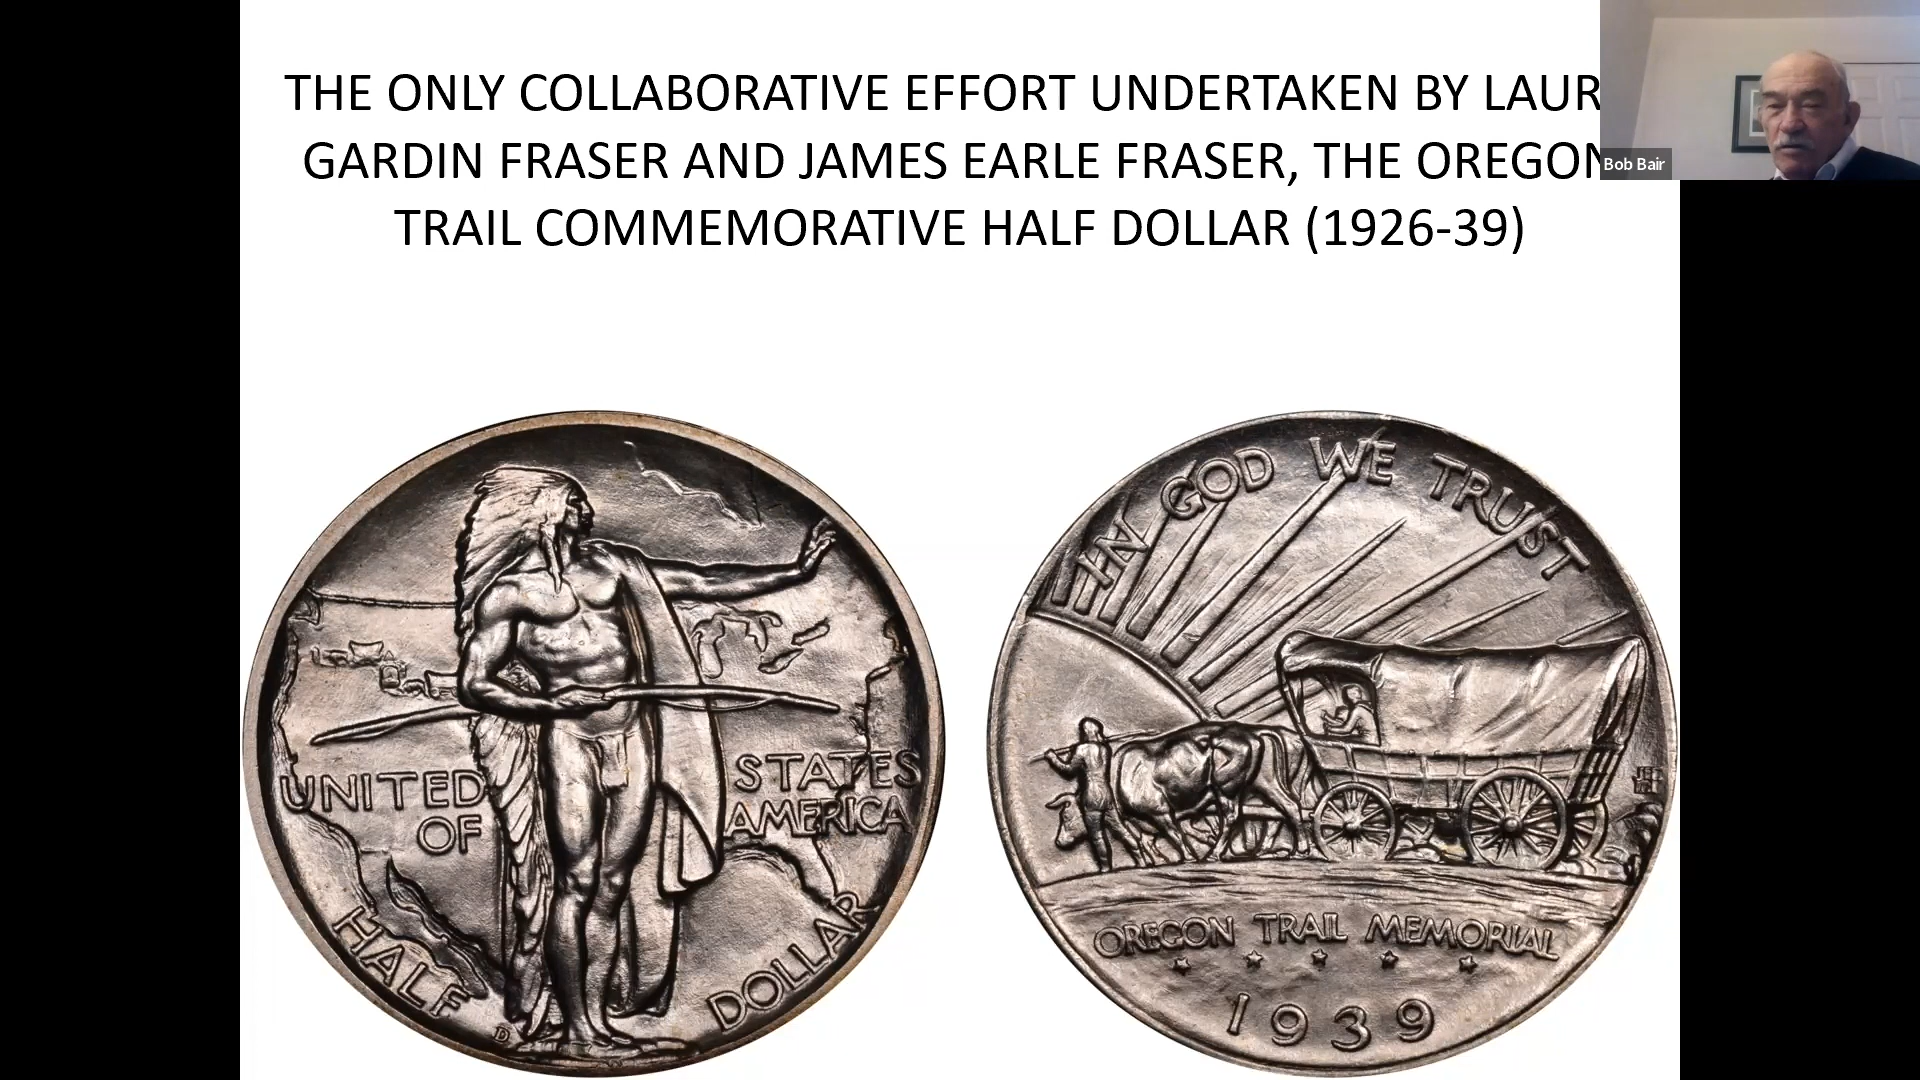 THE ONLY COLLABORATIVE EFFORT UNDERTAKEN BY LAUR
GARDIN FRASER AND JAMES EARLE FRASER, THE OREGON
TRAIL COMMEMORATIVE HALF DOLLAR (1926-39)
Bob Bair
UNITED
OF
STATES
AMERICA
HALF DOLLAR
D
IN GOD WE TRUST
OREGON TRAIL MEMORIAL
1939